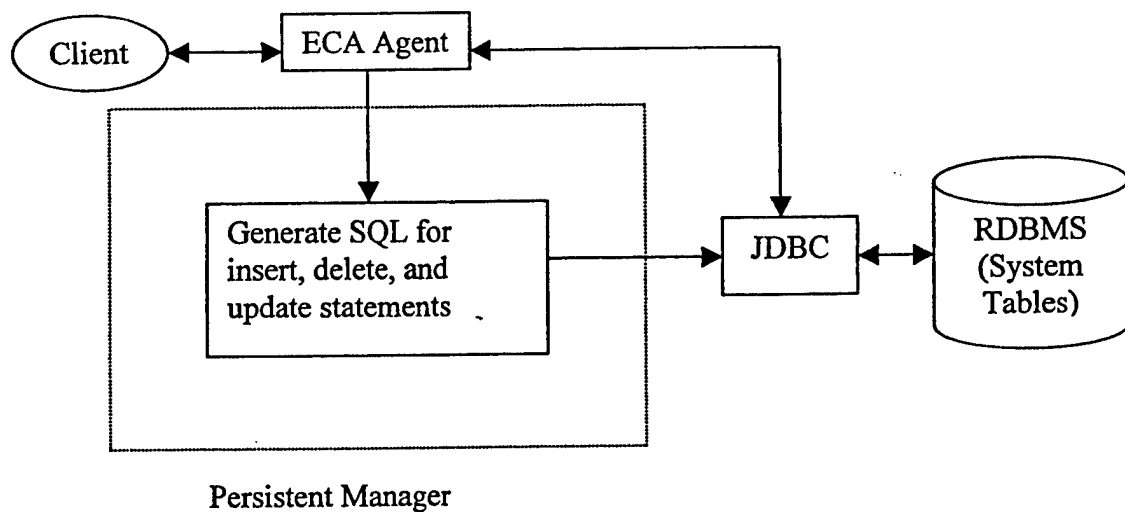 Client
ECA Agent
Generate SQL for
insert, delete, and
update statements
JDBC
RDBMS
(System
Tables)
Persistent Manager